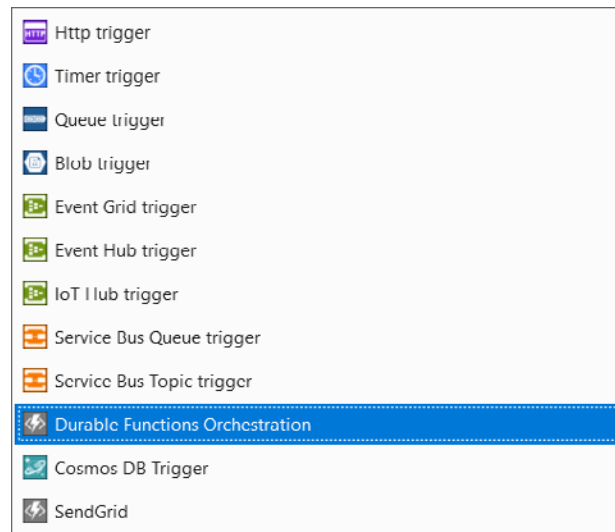 HTTP
Http trigger
Timer trigger
Queue trigger
Blob trigger
Event Grid trigger
Event Hub trigger
IoT Hub trigger
Service Bus Queue trigger
Service Bus Topic trigger
Durable Functions Orchestration
Cosmos DB Trigger
SendGrid